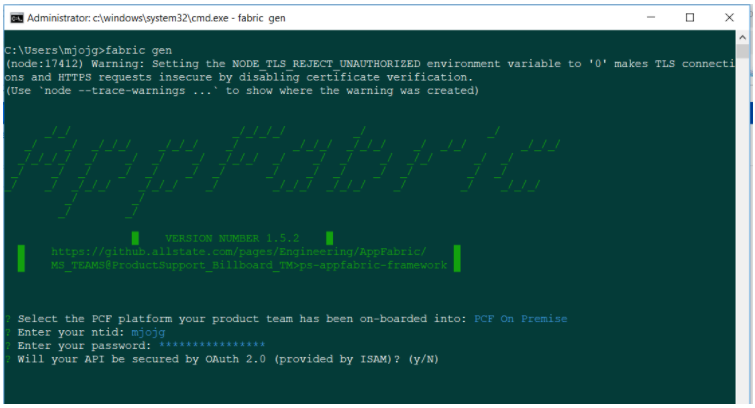 Administrator: c:\windows\system32\cmd.exe - fabric gen
C:\Users\mjojg>fabric gen
(node:17412) Warning: Setting the NODE_TLS_REJECT_UNAUTHORIZED environment variable to '0' makes TLS connecti
ons and HTTPS requests insecure by disabling certificate verification.
(Use `node --trace-warnings ...` to show where the warning was created)
AppFabric
VERSION NUMBER 1.5.2
https://github.allstate.com/pages/Engineering/AppFabric/
MS_TEAMS@ProductSupport_Billboard_TM>ps-appfabric-framework
? Select the PCF platform your product team has been on-boarded into: PCF On Premise
? Enter your ntid: mjojg
? Enter your password: ****************
? Will your API be secured by OAuth 2.0 (provided by ISAM)? (y/N)